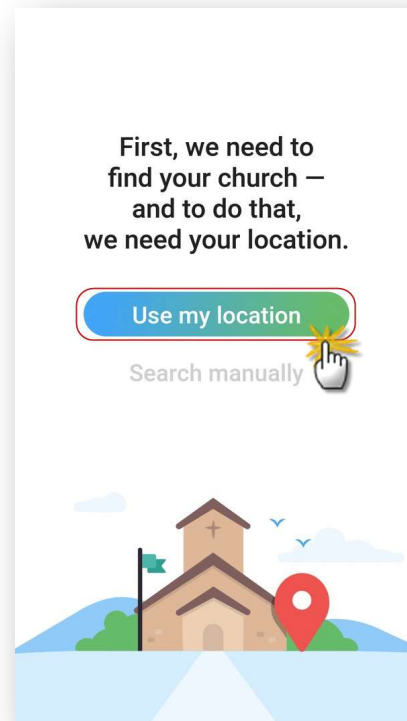 First, we need to
find your church —
and to do that,
we need your location.
Use my location
Search manually